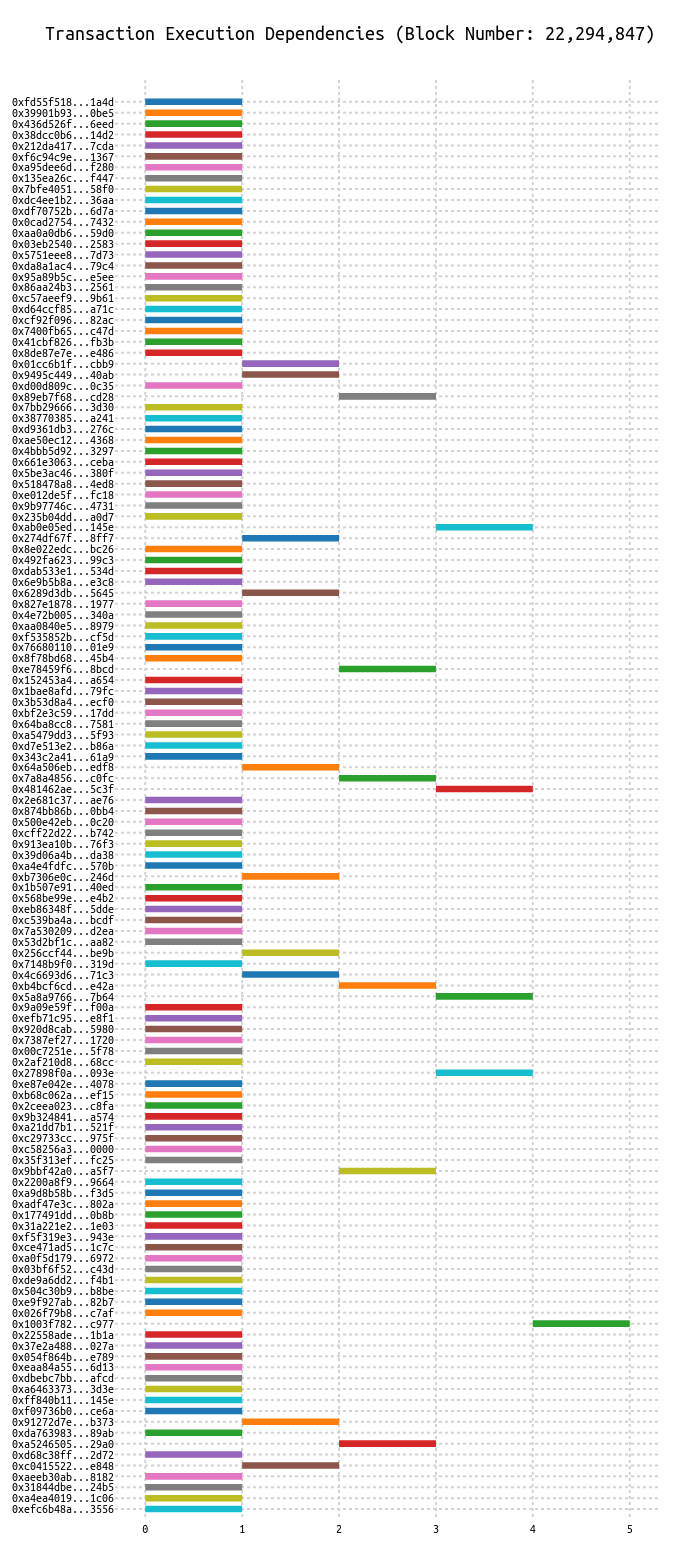 Transaction Execution Dependencies (Block Number: 22,294,847)
0xfd55f518...1a4d
0x39901b93...0be5
0x436d526f...6eed
0x38dcc0b6...14d2
0x212da417...7cda
0xf6c94c9e...1367
0xa95dee6d...f280
0x135ea26c...f447
0x7bfe4051...58f0
0xdc4ee1b2...36aa
0xdf70752b...6d7a
0x0cad2754...7432
0xaa0a0db6...59d0
0x03eb2540...2583
0x5751eee8...7d73
0xda8a1ac4...79c4
0x95a89b5c...e5ee
0x86aa24b3...2561
0xc57aeef9...9b61
0xd64ccf85...a71c
0xcf92f096...82ac
0x7400fb65...c47d
0x41cbf826...fb3b
0x8de87e7e...e486
0x01cc6b1f...cbb9
0x9495c449...40ab
0xd00d809c...0c35
0x89eb7f68...cd28
0x7bb29666...3d30
0x38770385...a241
0xd9361db3...276c
0xae50ec12...4368
0x4bbb5d92...3297
0x661e3063...ceba
0x5be3ac46...380f
0x518478a8...4ed8
0xe012de5f...fc18
0x9b97746c...4731
0x235b04dd...a0d7
0xab0e05ed...145e
0x274df67f...8ff7
0x8e022edc...bc26
0x492fa623...99c3
0xdab533e1...534d
0x6e9b5b8a...e3c8
0x6289d3db...5645
0x827e1878...1977
0x4e72b005...340a
0xaa0840e5...8979
0xf535852b...cf5d
0x76680110...01e9
0x8f78bd68...45b4
0xe78459f6...8bcd
0x152453a4...a654
0x1bae8afd...79fc
0x3b53d8a4...ecf0
0xbf2e3c59...17dd
0x64ba8cc8...7581
0xa5479dd3...5f93
0xd7e513e2...b86a
0x343c2a41...61a9
0x64a506eb...edf8
0x7a8a4856...c0fc
0x481462ae...5c3f
0x2e681c37...ae76
0x874bb86b...0bb4
0x500e42eb...0c20
0xcff22d22...b742
0x913ea10b...76f3
0x39d06a4b...da38
0xa4e4fdfc...570b
0xb7306e0c...246d
0x1b507e91...40ed
0x568be99e...e4b2
0xeb86348f...5dde
0xc539ba4a...bcdf
0x7a530209...d2ea
0x53d2bf1c...aa82
0x256ccf44...be9b
0x7148b9f0...319d
0x4c6693d6...71c3
0xb4bcf6cd...e42a
0x5a8a9766...7b64
0x9a09e59f...f00a
0xefb71c95...e8f1
0x920d8cab...5980
0x7387ef27...1720
0x00c7251e...5f78
0x2af210d8...68cc
0x27898f0a...093e
0xe87e042e...4078
0xb68c062a...ef15
0x2ceea023...c8fa
0x9b324841...a574
0xa21dd7b1...521f
0xc29733cc...975f
0xc58256a3...0000
0x35f313ef...fc25
0x9bbf42a0...a5f7
0x2200a8f9...9664
0xa9d8b58b...f3d5
0xadf47e3c...802a
0x177491dd...0b8b
0x31a221e2...1e03
0xf5f319e3...943e
0xce471ad5...1c7c
0xa0f5d179...6972
0x03bf6f52...c43d
0xde9a6dd2...f4b1
0x504c30b9...b8be
0xe9f927ab...82b7
0x026f79b8...c7af
0x1003f782...c977
0x22558ade...1b1a
0x37e2a488...027a
0x054f864b...e789
0xeaa84a55...6d13
0xdbebc7bb...afcd
0xa6463373...3d3e
0xff840b11...145e
0xf09736b0...ce6a
0x91272d7e...b373
0xda763983...89ab
0xa5246505...29a0
0xd68c38ff...2d72
0xc0415522...e848
0xaeeb30ab...8182
0x31844dbe...24b5
0xa4ea4019...1c06
0xefc6b48a...3556
0 1 2 3 4 5